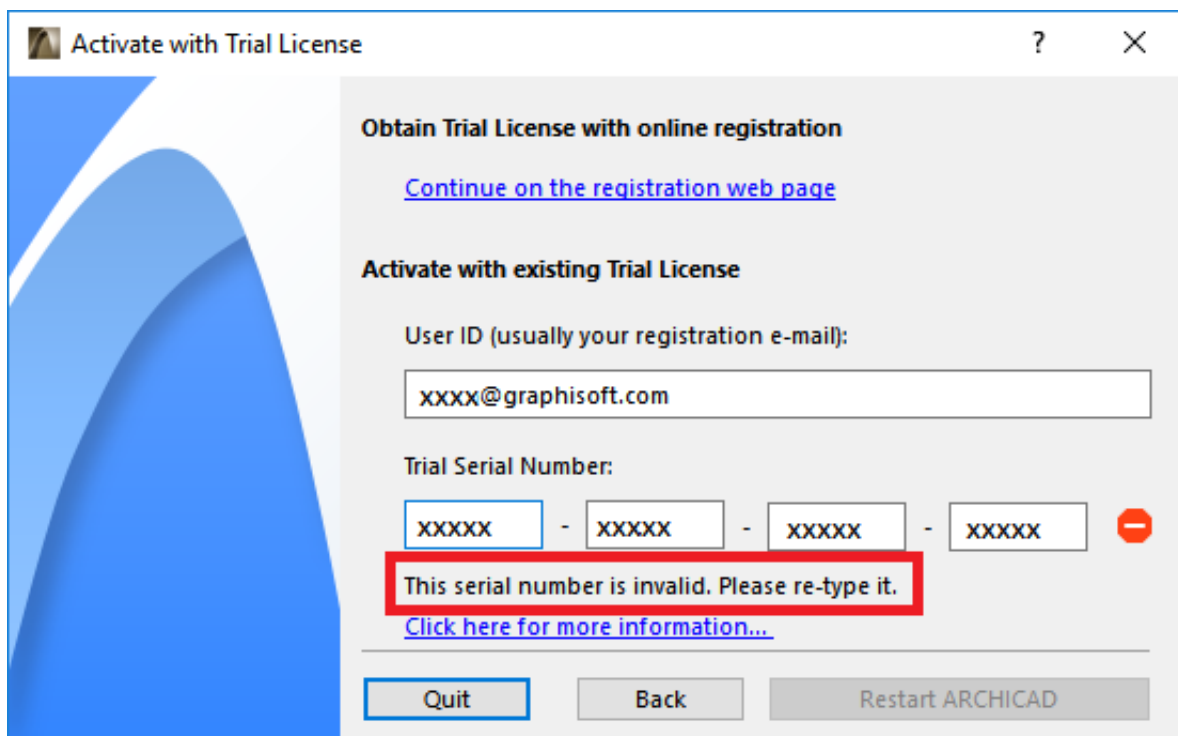 Activate with Trial License
?
Obtain Trial License with online registration
Continue on the registration web page
Activate with existing Trial License
User ID (usually your registration e-mail):
xxxx@graphisoft.com
Trial Serial Number:
xxxxx - xxxxx - xxxxx - xxxxx
This serial number is invalid. Please re-type it.
Click here for more information...
Quit Back Restart ARCHICAD